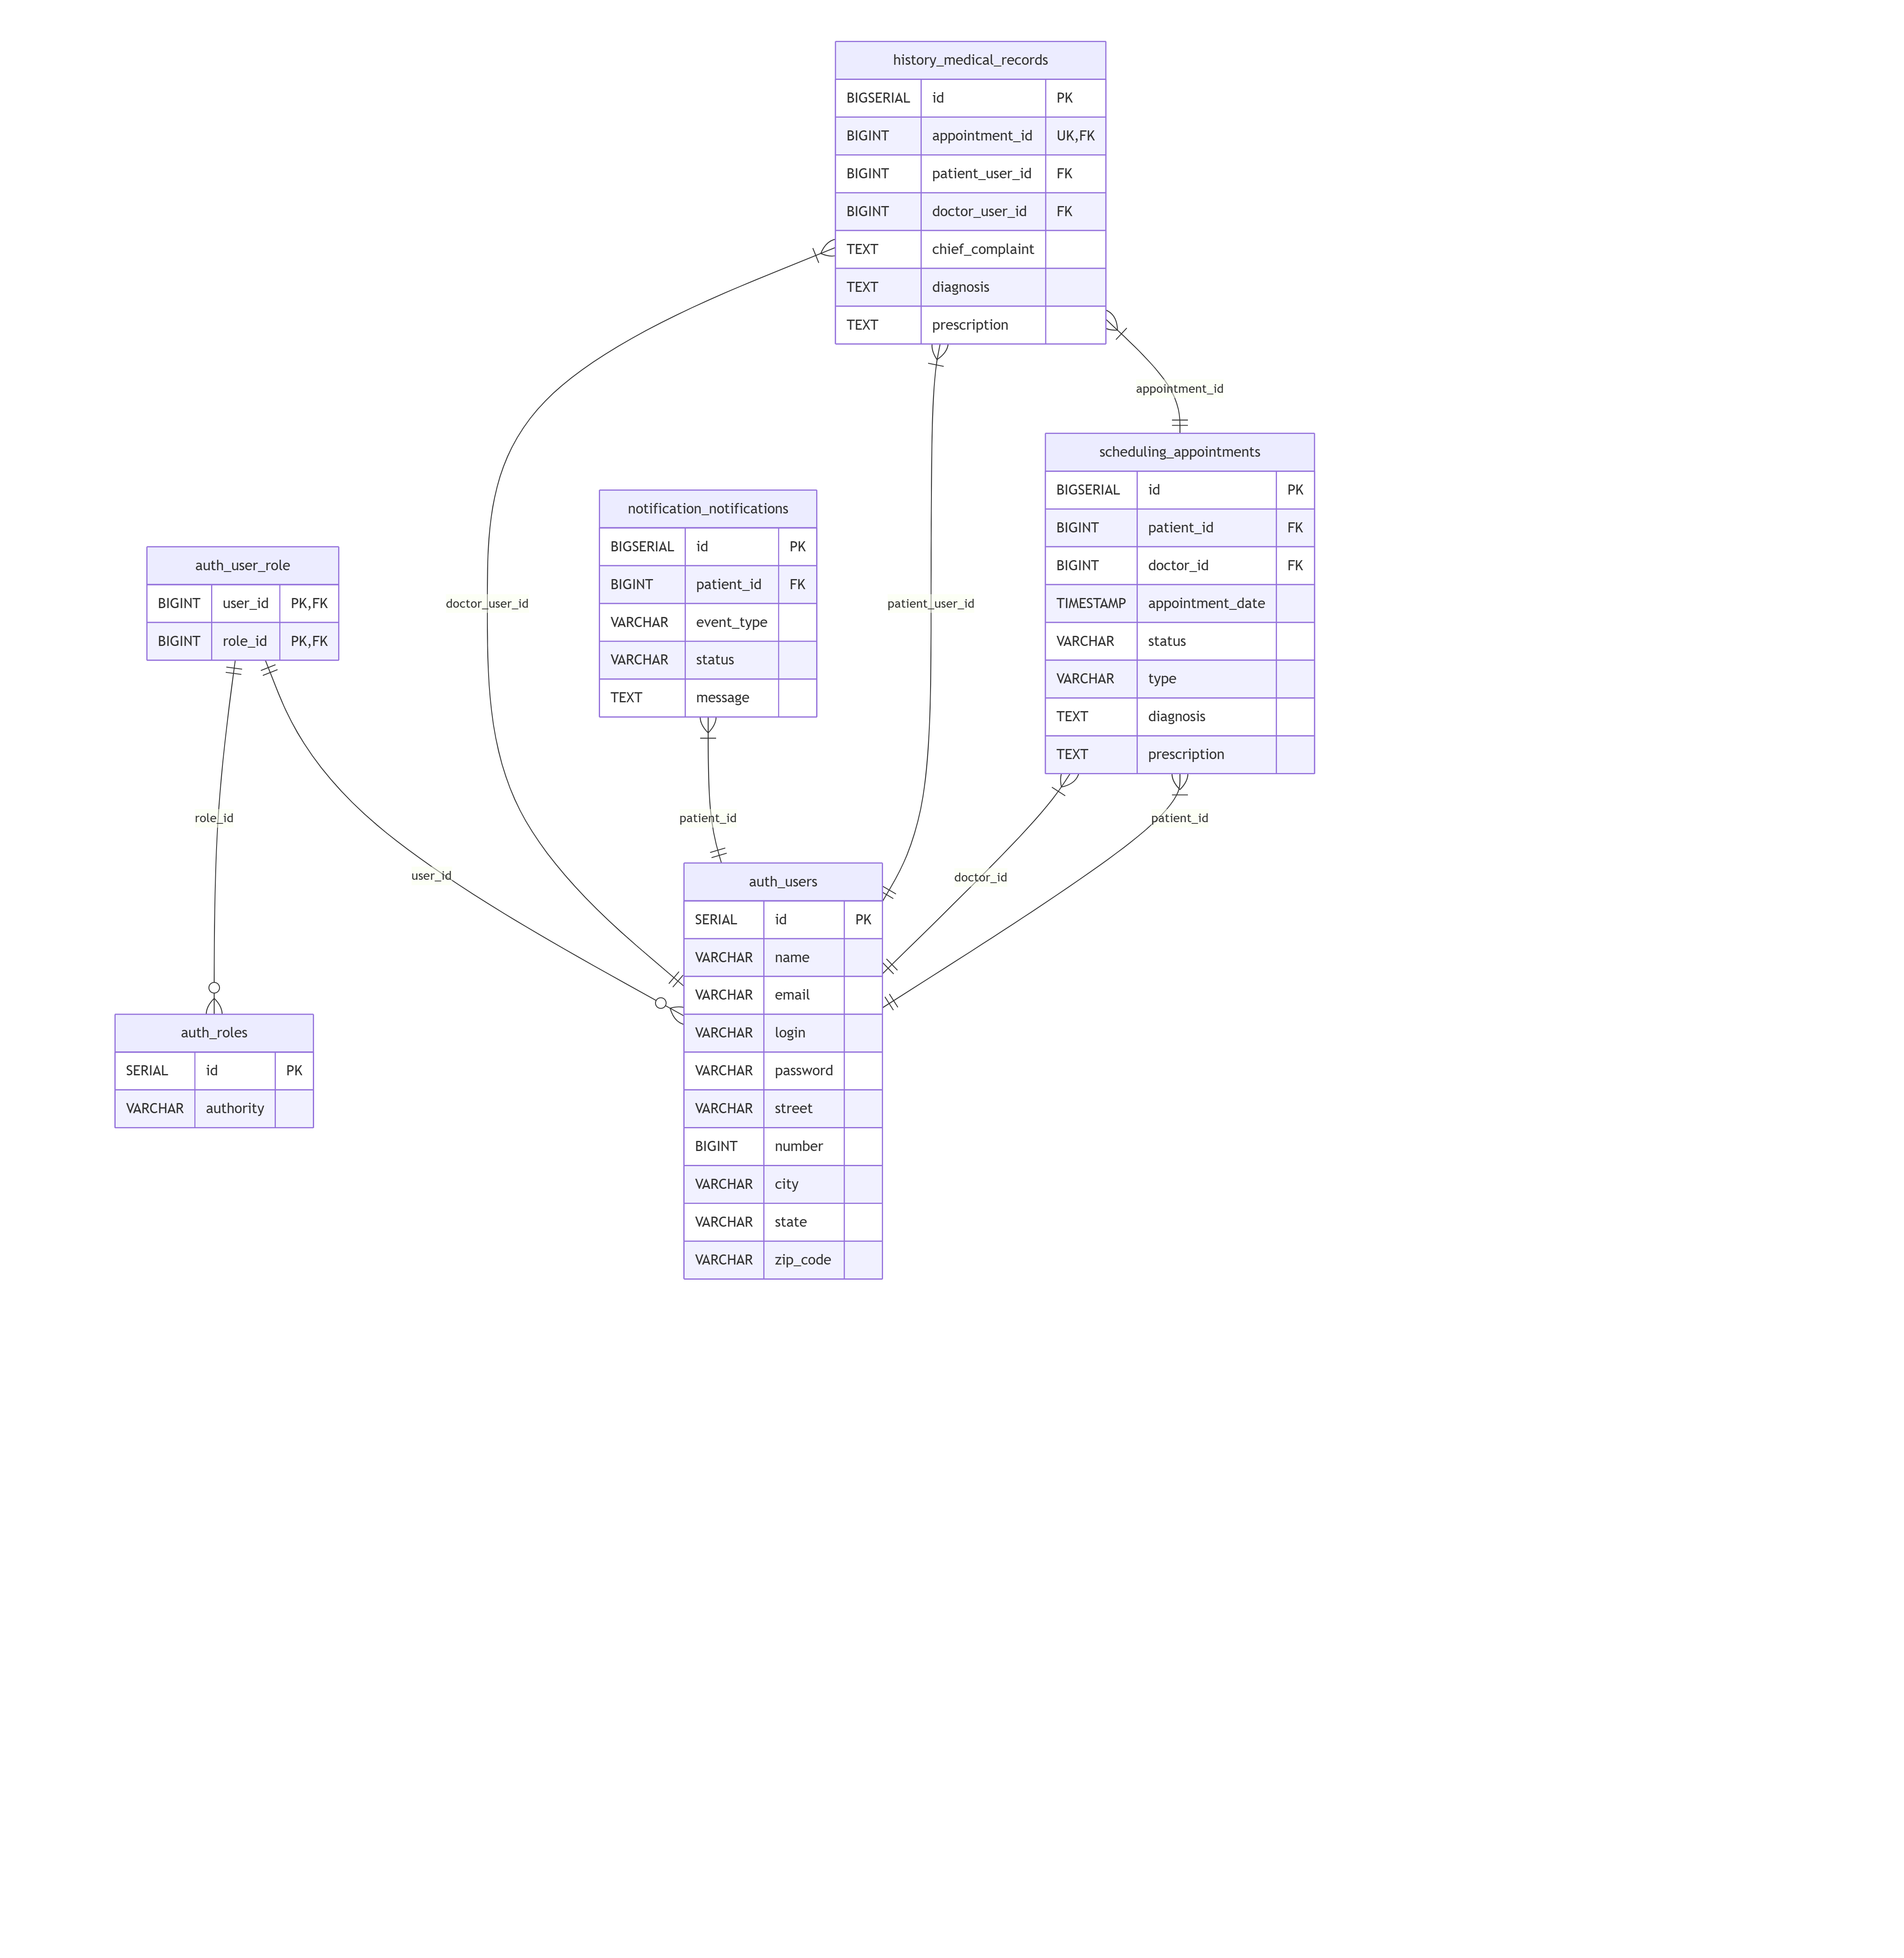 history_medical_records
BIGSERIAL id PK
BIGINT appointment_id UK,FK
BIGINT patient_user_id FK
BIGINT doctor_user_id FK
TEXT chief_complaint
TEXT diagnosis
TEXT prescription
appointment_id
scheduling_appointments
BIGSERIAL id PK
BIGINT patient_id FK
BIGINT doctor_id FK
TIMESTAMP appointment_date
VARCHAR status
VARCHAR type
TEXT diagnosis
TEXT prescription
notification_notifications
BIGSERIAL id PK
BIGINT patient_id FK
VARCHAR event_type
VARCHAR status
TEXT message
auth_user_role
BIGINT user_id PK,FK
BIGINT role_id PK,FK
doctor_user_id
patient_user_id
role_id
patient_id
patient_id
user_id
doctor_id
auth_users
SERIAL id PK
VARCHAR name
VARCHAR email
VARCHAR login
VARCHAR password
VARCHAR street
BIGINT number
VARCHAR city
VARCHAR state
VARCHAR zip_code
auth_roles
SERIAL id PK
VARCHAR authority